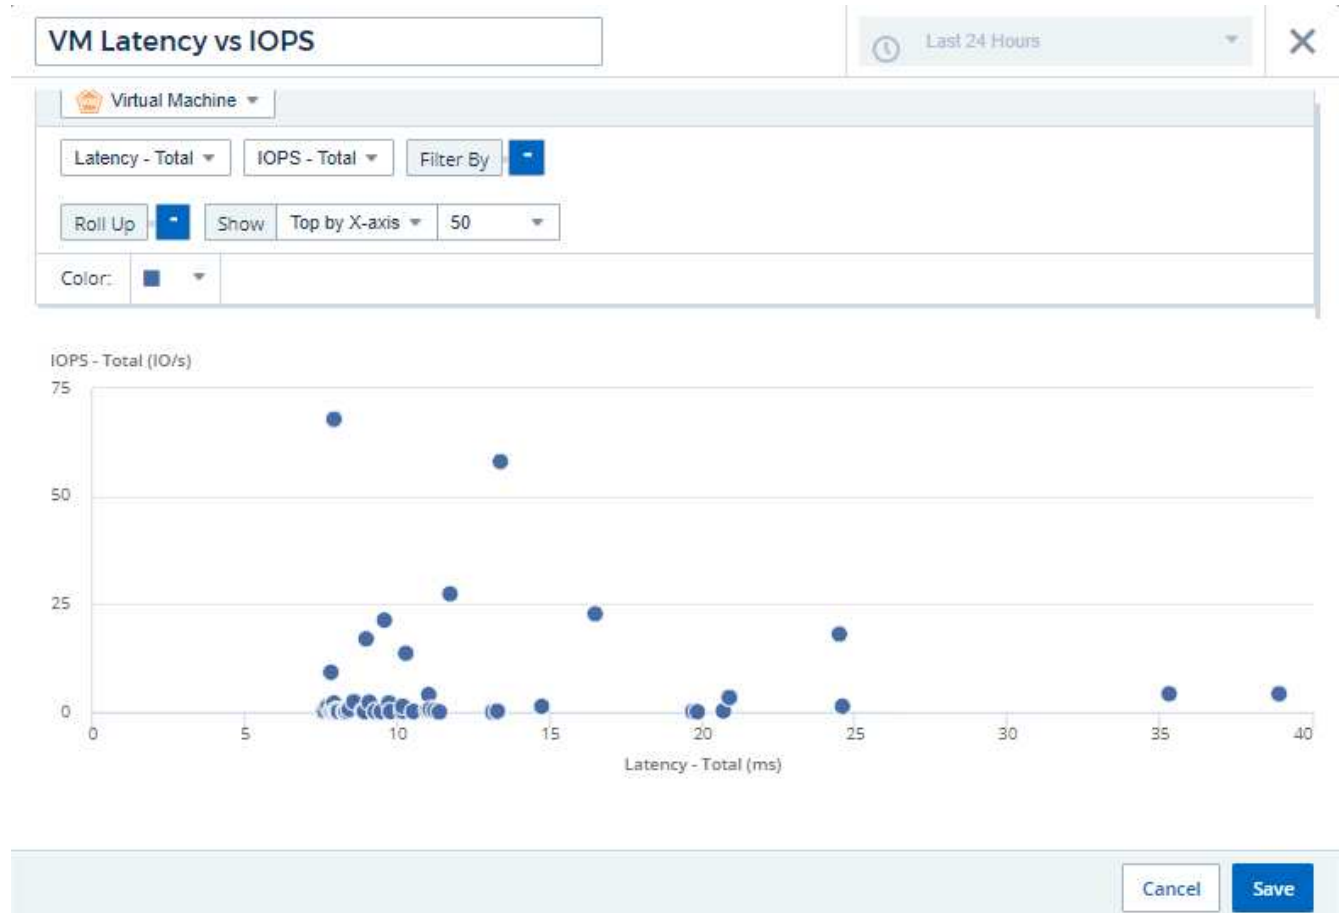 VM Latency vs IOPS
Last 24 Hours
Virtual Machine
Latency - Total IOPS - Total Filter By -
Roll Up - Show Top by X-axis 50
Color:
IOPS - Total (IO/s)
75
50
25
0
0 5 10 15 20 25 30 35 40
Latency - Total (ms)
Cancel Save